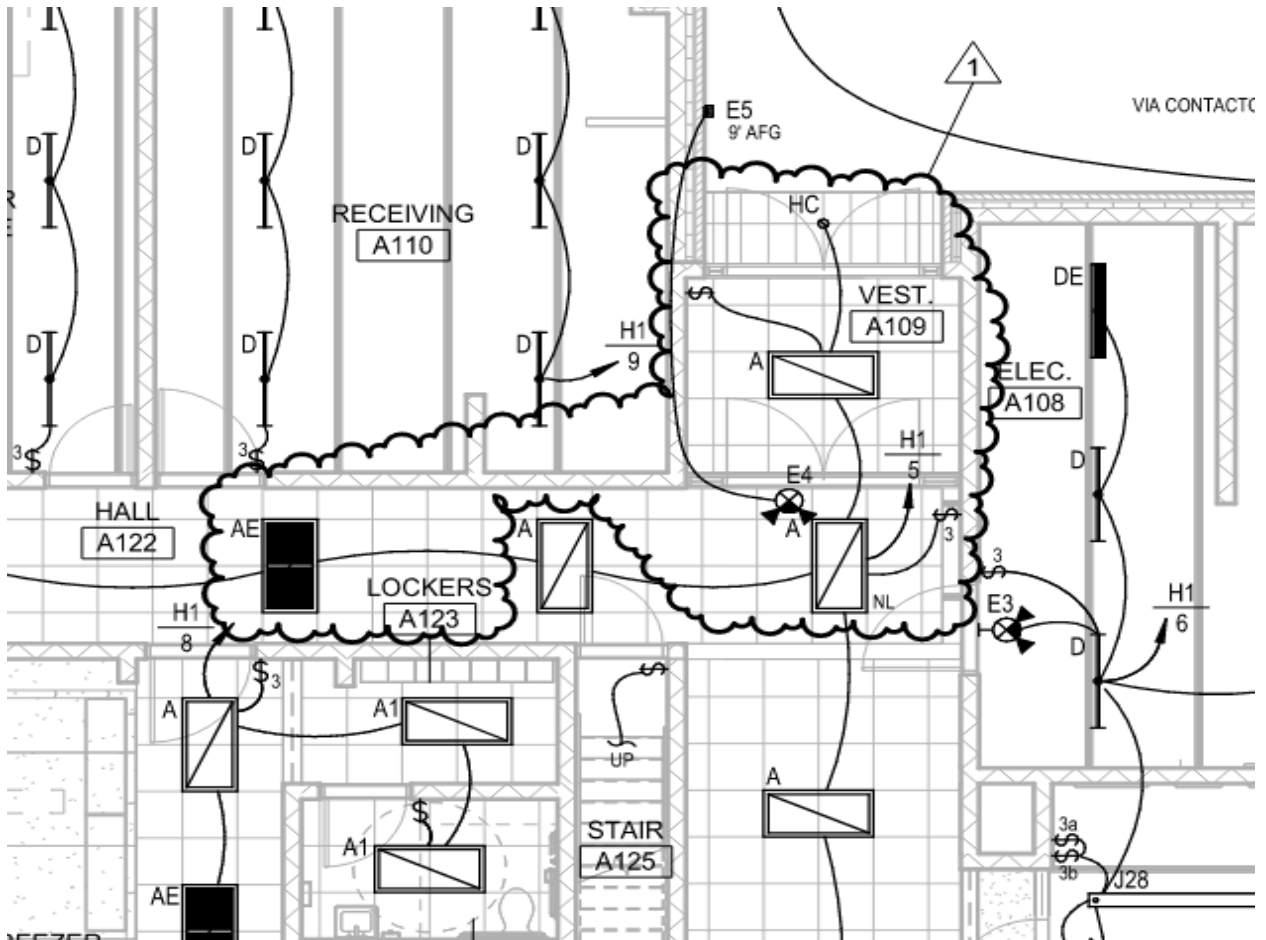 1
VIA CONTACTO
E5
9' AFG
D
D
D
RECEIVING
A110
HC
DE
VEST.
A109
H1
9
D
D
D
A
ELEC.
A108
3
$
3
$
$
H1
5
D
E4
HALL
A122
AE
A
A
$
3
LOCKERS
A123
NL
3
$
E3
H1
6
H1
8
D
$
3
$
A
A1
UP
A
$
A1
STAIR
A125
3a
$
$
3b
J28
AE
REEZER